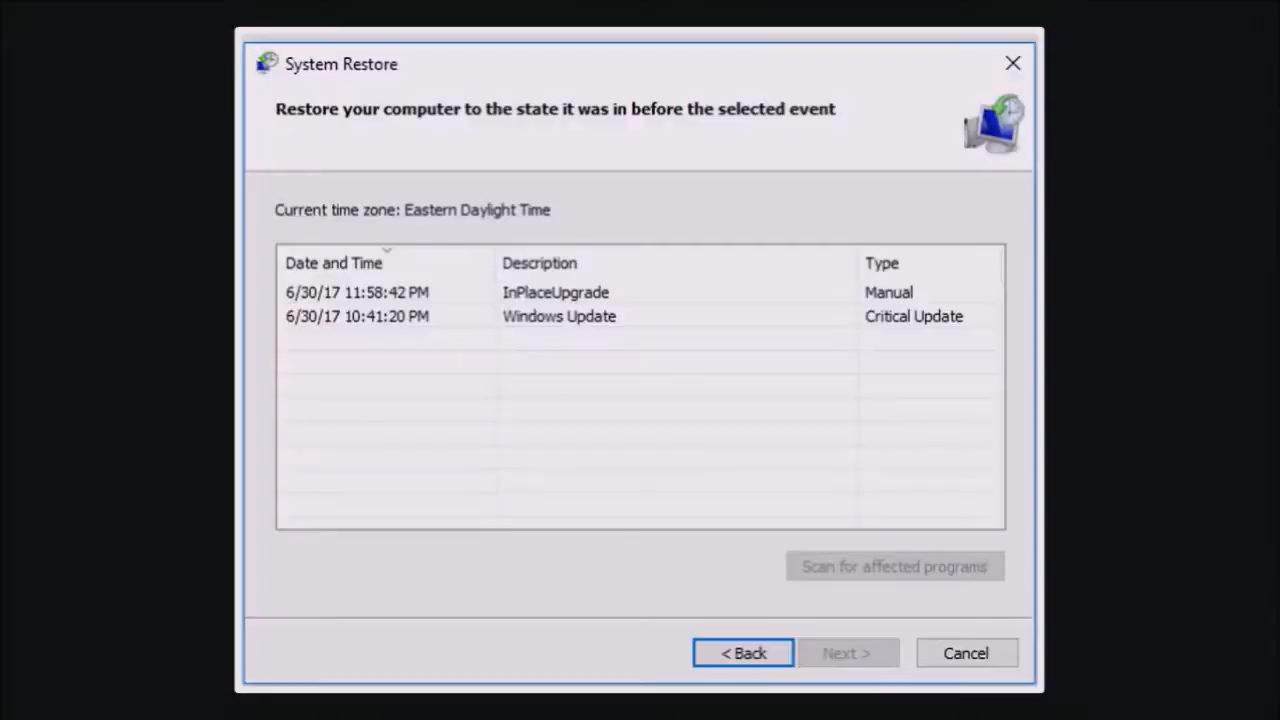 System Restore
Restore your computer to the state it was in before the selected event
Current time zone: Eastern Daylight Time
Date and Time Description Type
6/30/17 11:58:42 PM InPlaceUpgrade Manual
6/30/17 10:41:20 PM Windows Update Critical Update
Scan for affected programs
< Back Next > Cancel